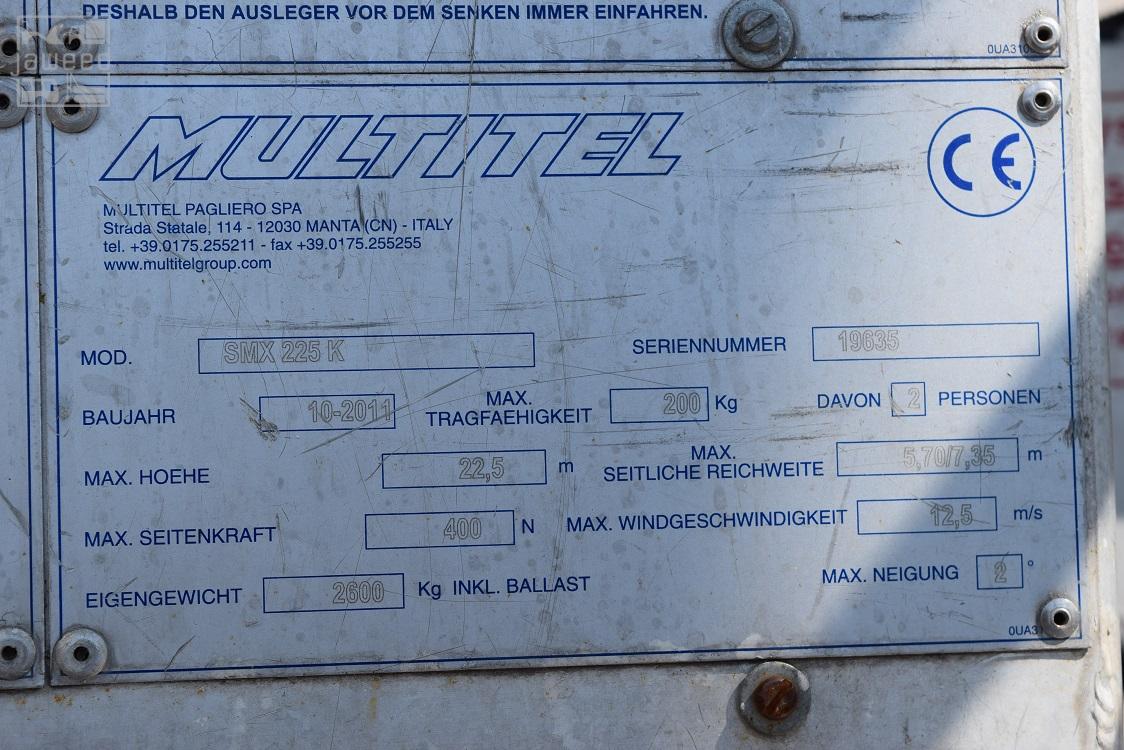 DESHALB DEN AUSLEGER VOR DEM SENKEN IMMER EINFAHREN.
0UA310
MULTITEL
CE
MULTITEL PAGLIERO SPA
Strada Statale, 114 - 12030 MANTA (CN) - ITALY
tel. +39.0175.255211 - fax +39.0175.255255
www.multitelgroup.com
MOD. SMX 225 K SERIENNUMMER 19635
BAUJAHR 10-2011 MAX. TRAGFAEHIGKEIT 200 Kg DAVON 2 PERSONEN
MAX. HOEHE 22,5 m MAX. SEITLICHE REICHWEITE 5,70/7,35 m
MAX. SEITENKRAFT 400 N MAX. WINDGESCHWINDIGKEIT 12,5 m/s
EIGENGEWICHT 2600 Kg INKL. BALLAST MAX. NEIGUNG 2 °